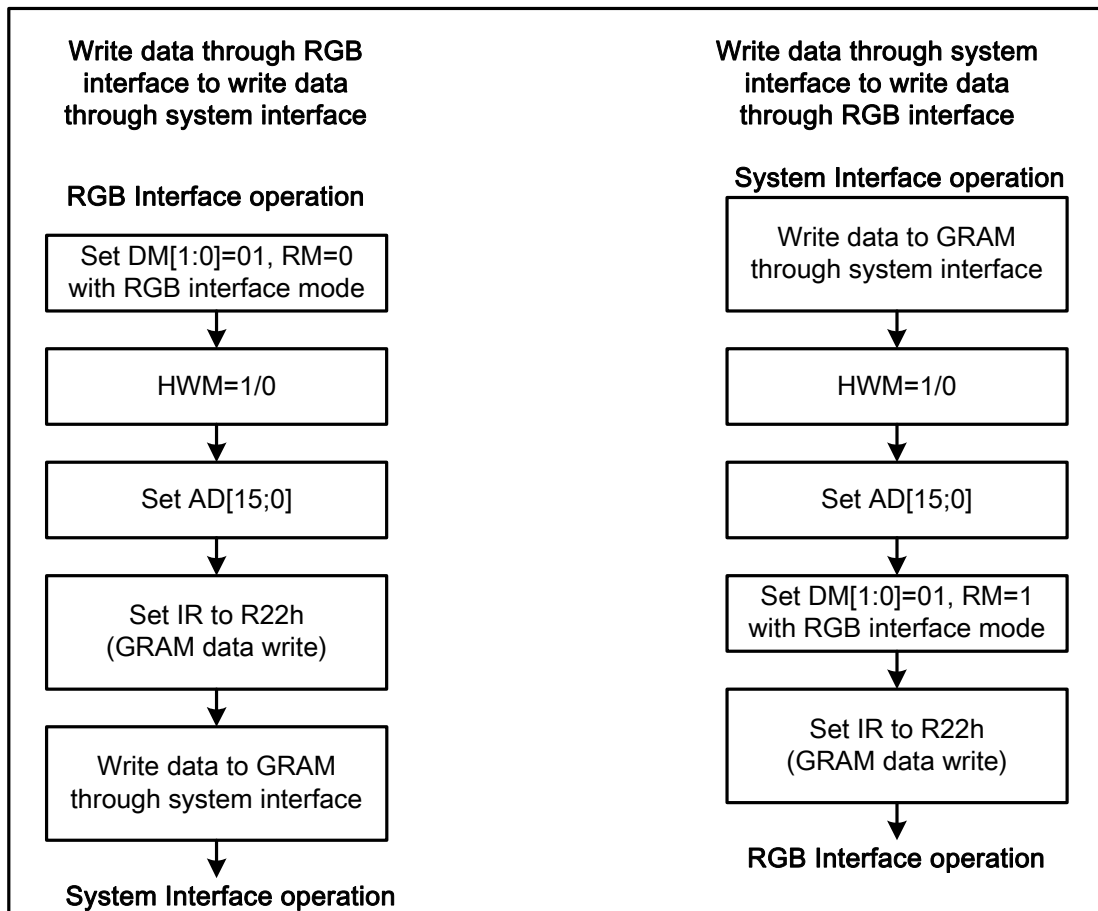 Write data through RGB
interface to write data
through system interface
RGB Interface operation
Set DM[1:0]=01, RM=0
with RGB interface mode
HWM=1/0
Set AD[15;0]
Set IR to R22h
(GRAM data write)
Write data to GRAM
through system interface
System Interface operation
Write data through system
interface to write data
through RGB interface
System Interface operation
Write data to GRAM
through system interface
HWM=1/0
Set AD[15;0]
Set DM[1:0]=01, RM=1
with RGB interface mode
Set IR to R22h
(GRAM data write)
RGB Interface operation